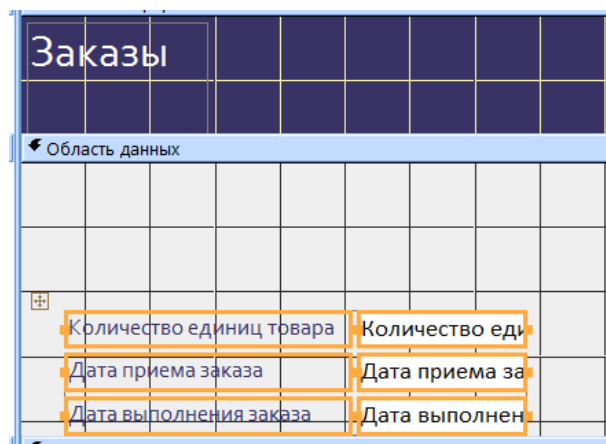 Заказы
Область данных
Количество единиц товара Количество еди
Дата приема заказа Дата приема за
Дата выполнения заказа Дата выполнен